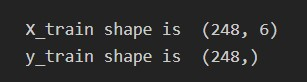 X_train shape is  (248, 6)
y_train shape is  (248,)